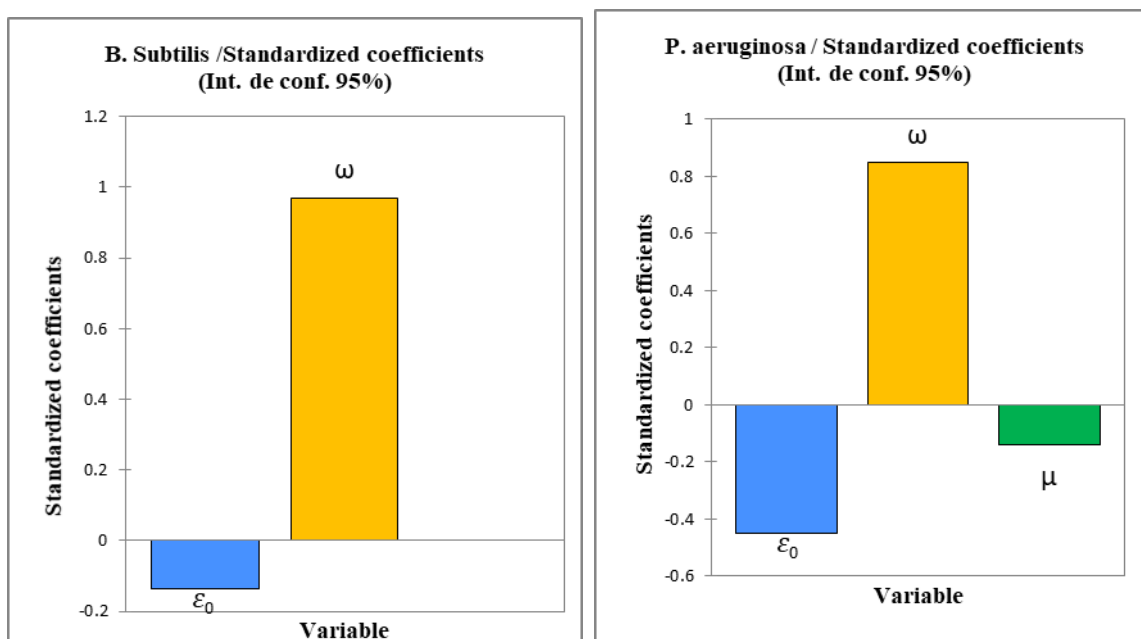 B. Subtilis /Standardized coefficients
(Int. de conf. 95%)
Standardized coefficients
1.2
1
0.8
0.6
0.4
0.2
0
-0.2
ω
ε₀
Variable
P. aeruginosa / Standardized coefficients
(Int. de conf. 95%)
Standardized coefficients
1
0.8
0.6
0.4
0.2
0
-0.2
-0.4
-0.6
ω
μ
ε₀
Variable